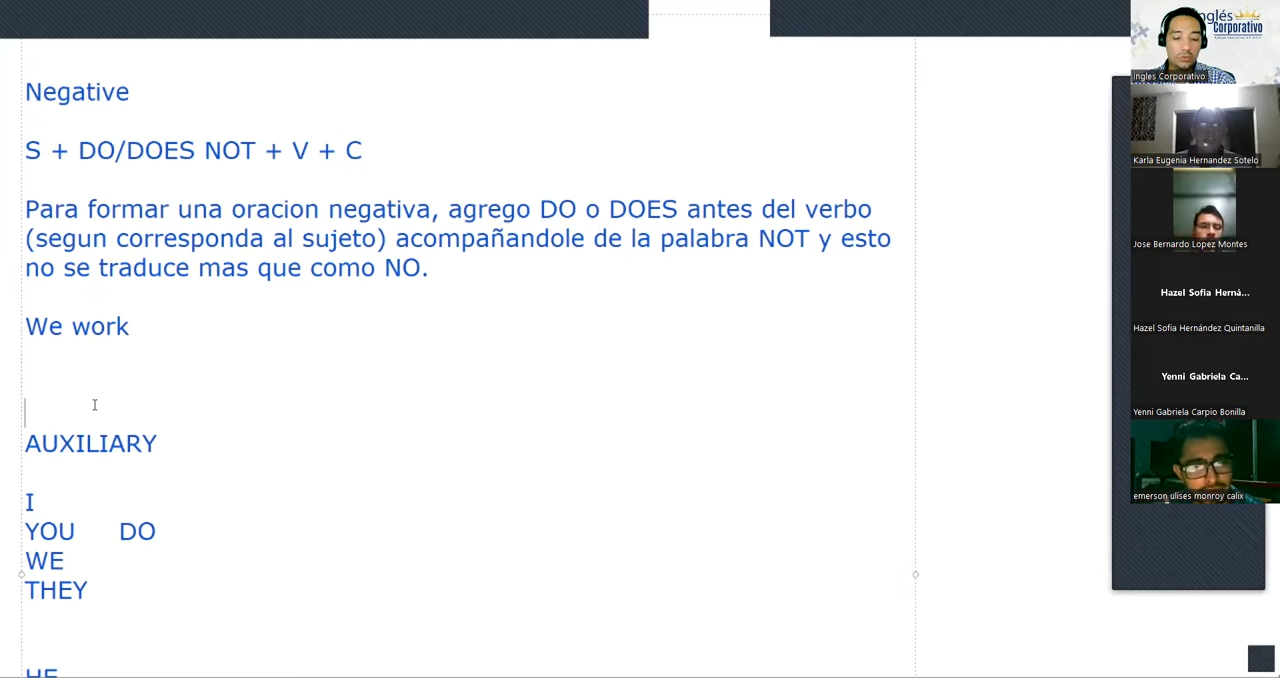 Negative
S + DO/DOES NOT + V + C
Para formar una oracion negativa, agrego DO o DOES antes del verbo
(segun corresponda al sujeto) acompañandole de la palabra NOT y esto
no se traduce mas que como NO.
We work
AUXILIARY
I
YOU DO
WE
THEY
HE
Inglés
Corporativo
Ingles Corporativo
Karla Eugenia Hernandez Sotelo
Jose Bernardo Lopez Montes
Hazel Sofia Herná...
Hazel Sofia Hernández Quintanilla
Yenni Gabriela Ca...
Yenni Gabriela Carpio Bonilla
emerson ulises monroy calix